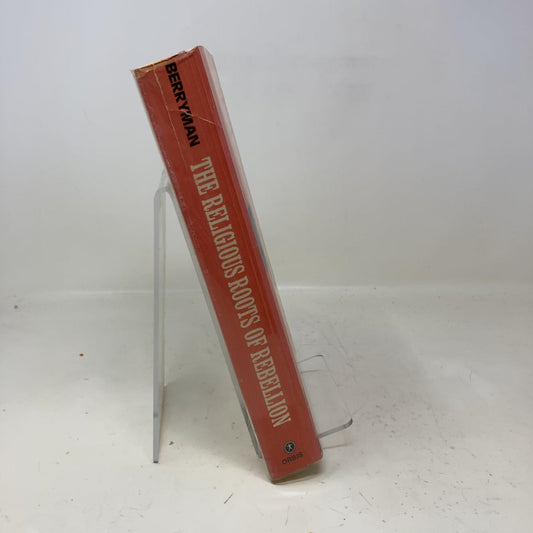 BERRYMAN
THE RELIGIOUS ROOTS OF REBELLION
ORBIS